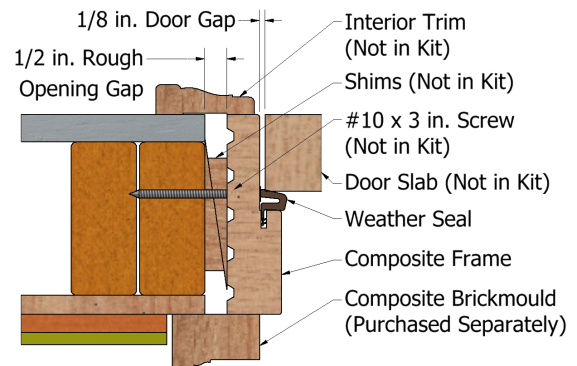 1/8 in. Door Gap
1/2 in. Rough
Opening Gap
Interior Trim
(Not in Kit)
Shims (Not in Kit)
#10 x 3 in. Screw
(Not in Kit)
Door Slab (Not in Kit)
Weather Seal
Composite Frame
Composite Brickmould
(Purchased Separately)